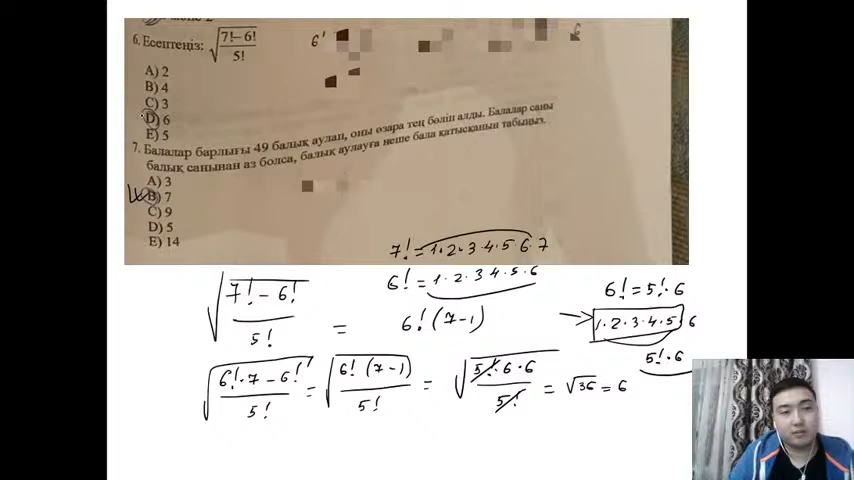 6. Есептеңіз: √((7!−6!)/5!)
6!
A) 2
B) 4
C) 3
D) 6
E) 5
7. Балалар барлығы 49 балық аулап, оны өзара тең бөліп алды. Балалар саны
балық санынан аз болса, балық аулауға неше бала қатысқанын табыңыз.
A) 3
B) 7
C) 9
D) 5
E) 14
7! = 1·2·3·4·5·6·7
6! = 1·2·3·4·5·6
√((7!−6!)/5!) = 6!(7−1)
6! = 5!·6
1·2·3·4·5·6
5!·6
√((6!·7−6!)/5!) = √((6!(7−1))/5!) = √((5!·6·6)/5!) = √36 = 6